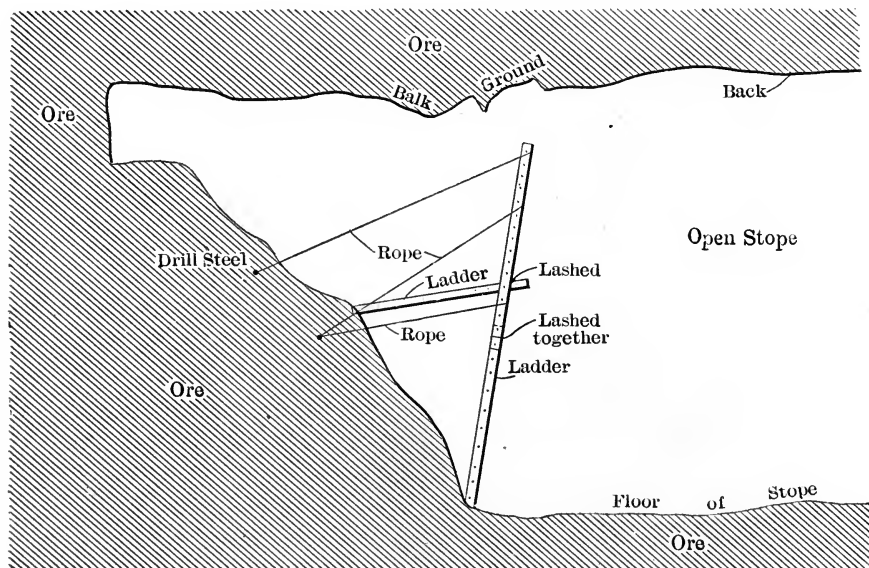 Ore
Ground
Balk
Back
Ore
Open Stope
Rope
Drill Steel
Ladder
Lashed
Rope
Lashed
together
Ladder
Ore
Floor of Stope
Ore